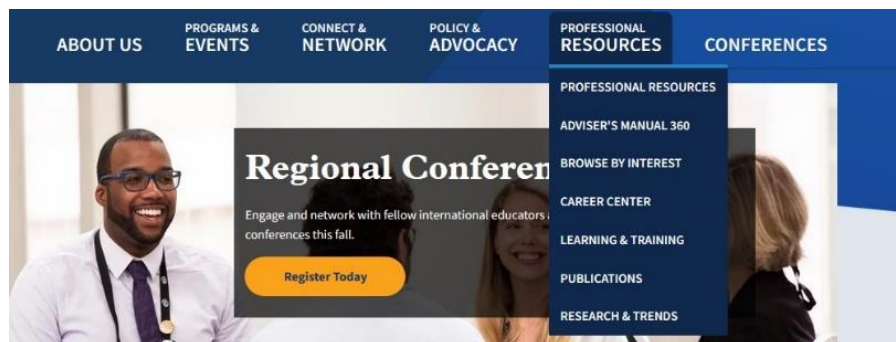 ABOUT US
PROGRAMS &
EVENTS
CONNECT &
NETWORK
POLICY &
ADVOCACY
PROFESSIONAL
RESOURCES
CONFERENCES
PROFESSIONAL RESOURCES
ADVISER'S MANUAL 360
BROWSE BY INTEREST
CAREER CENTER
LEARNING & TRAINING
PUBLICATIONS
RESEARCH & TRENDS
Regional Conferen
Engage and network with fellow international educators
conferences this fall.
Register Today